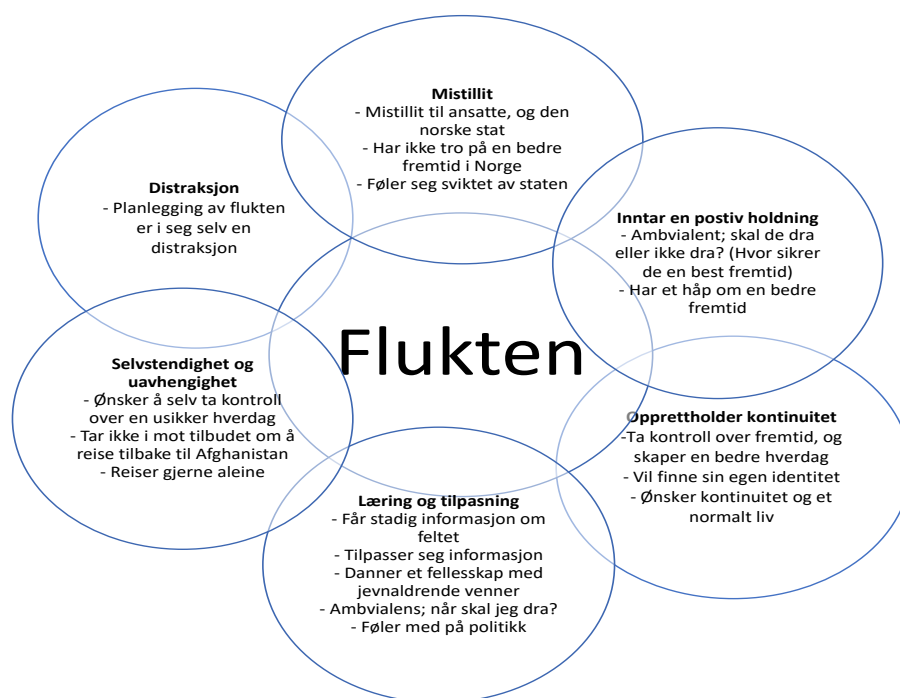 Mistillit
- Mistillit til ansatte, og den
norske stat
- Har ikke tro på en bedre
fremtid i Norge
- Føler seg sviktet av staten
Distraksjon
- Planlegging av flukten
er i seg selv en
distraksjon
Inntar en postiv holdning
- Ambvialent; skal de dra
eller ikke dra? (Hvor sikrer
de en best fremtid)
- Har et håp om en bedre
fremtid
Flukten
Selvstendighet og
uavhengighet
- Ønsker å selv ta kontroll
over en usikker hverdag
- Tar ikke i mot tilbudet om å
reise tilbake til Afghanistan
- Reiser gjerne aleine
Opprettholder kontinuitet
-Ta kontroll over fremtid, og
skaper en bedre hverdag
- Vil finne sin egen identitet
- Ønsker kontinuitet og et
normalt liv
Læring og tilpasning
- Får stadig informasjon om
feltet
- Tilpasser seg informasjon
- Danner et fellesskap med
jevnaldrende venner
- Ambvialens; når skal jeg dra?
- Føler med på politikk